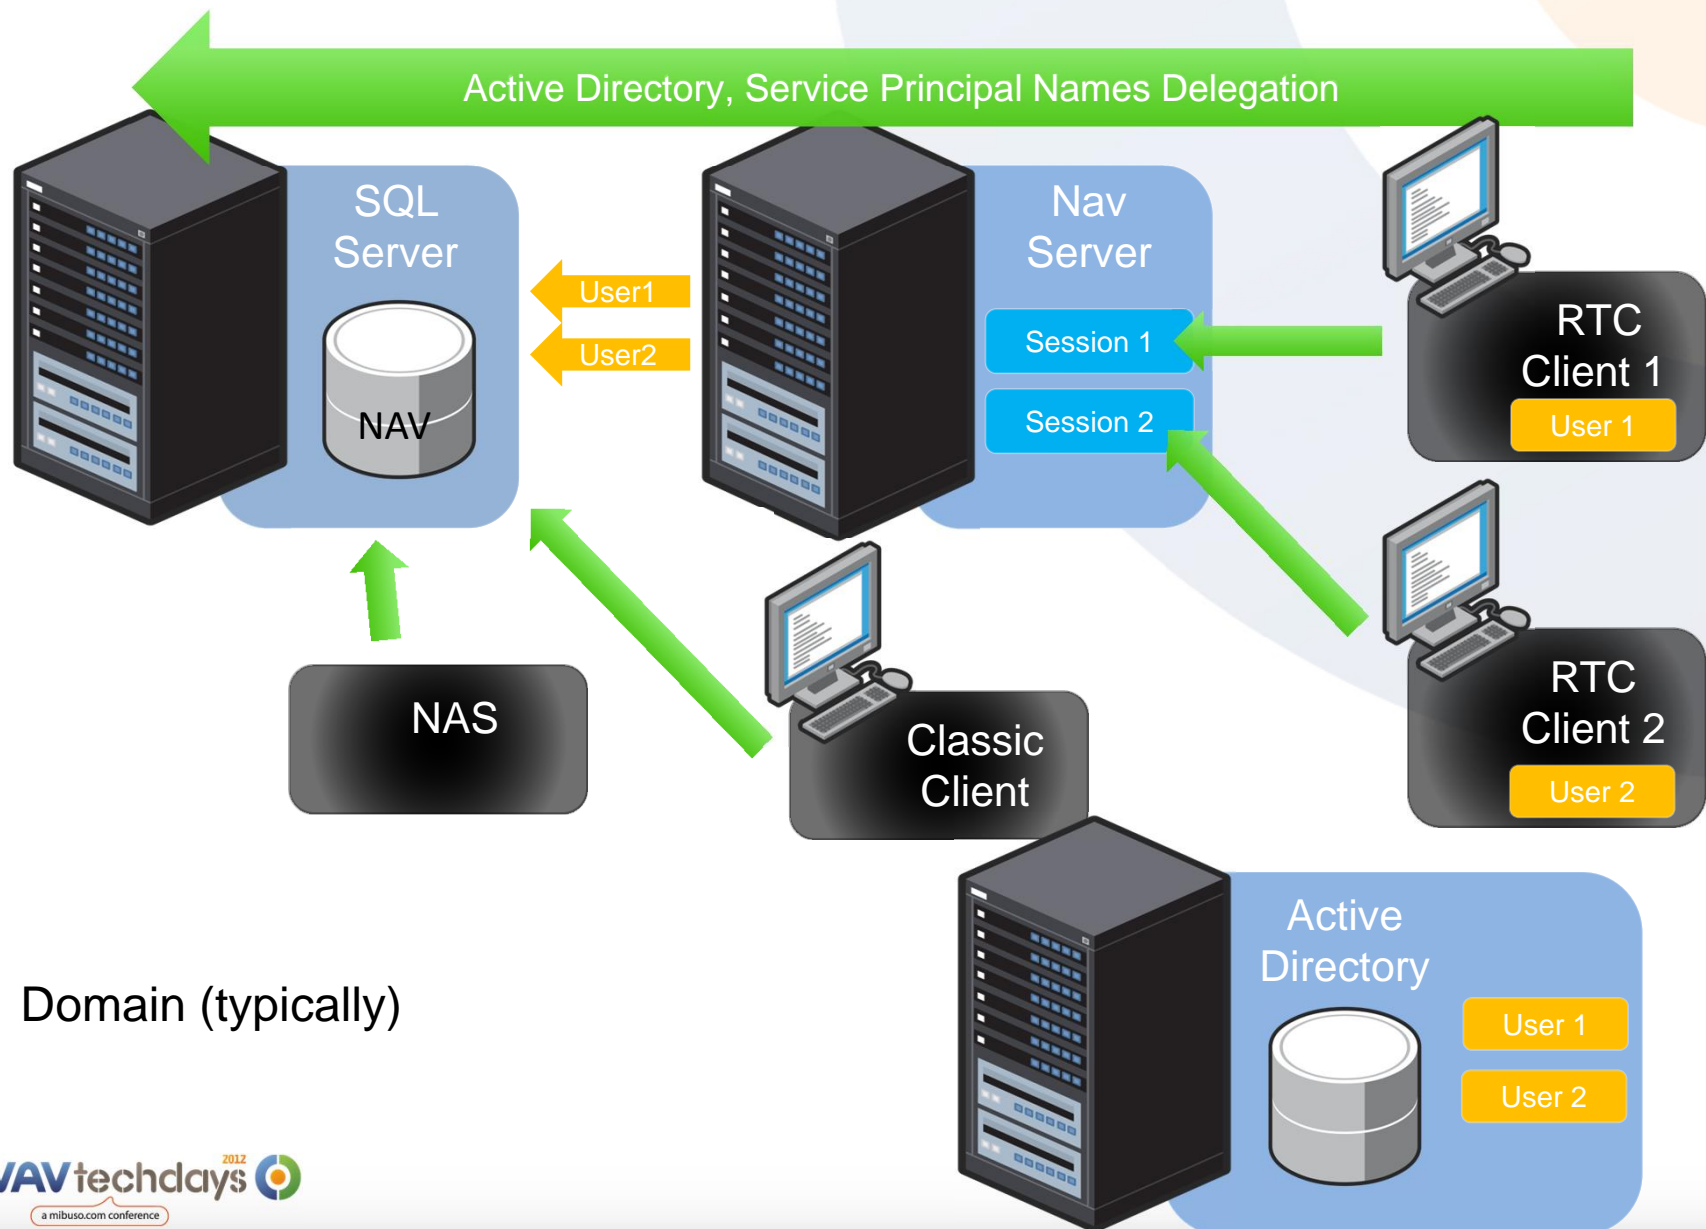 Active Directory, Service Principal Names Delegation
SQL
Server
NAV
User1
User2
Nav
Server
Session 1
Session 2
RTC
Client 1
User 1
RTC
Client 2
User 2
NAS
Classic
Client
Active
Directory
User 1
User 2
Domain (typically)
NAVtechdays 2012
a mibuso.com conference